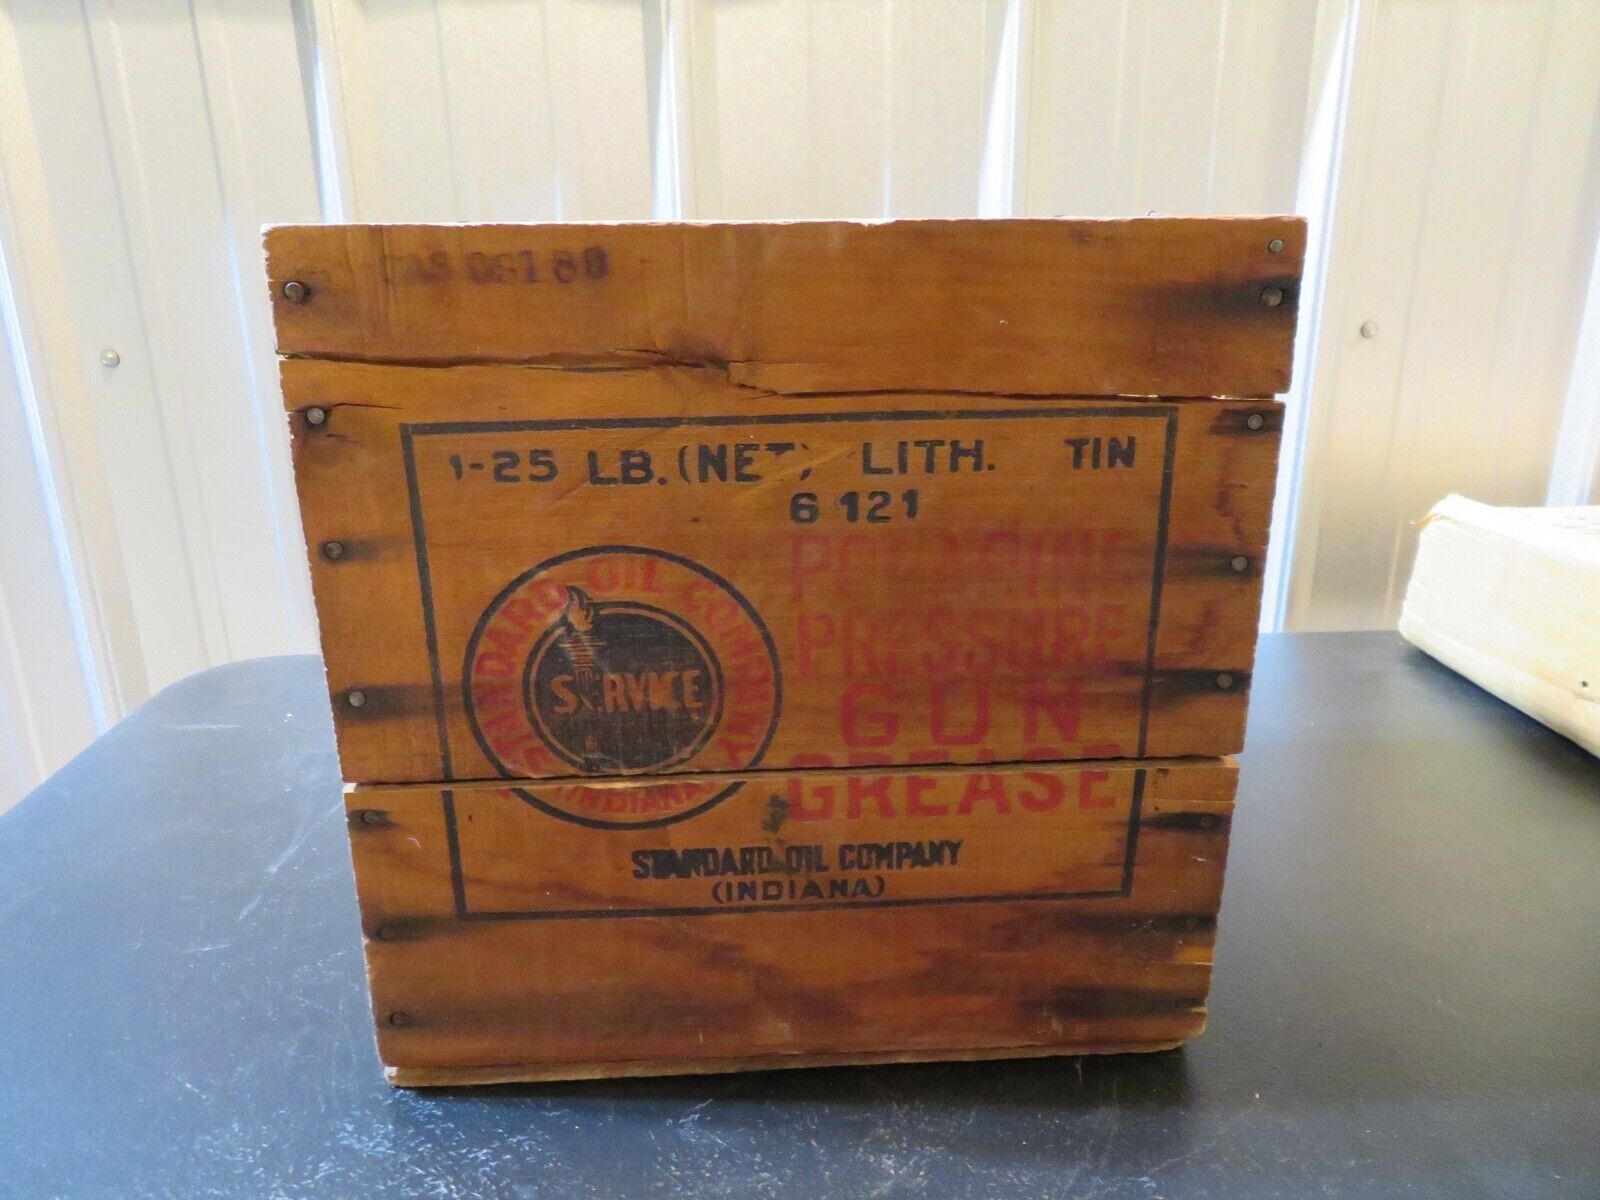 1-25 LB. (NET) LITH. TIN
6 121
STANDARD OIL COMPANY
SERVICE
(INDIANA)
POLARINE
PRESSURE
GUN
GREASE
STANDARD OIL COMPANY
(INDIANA)